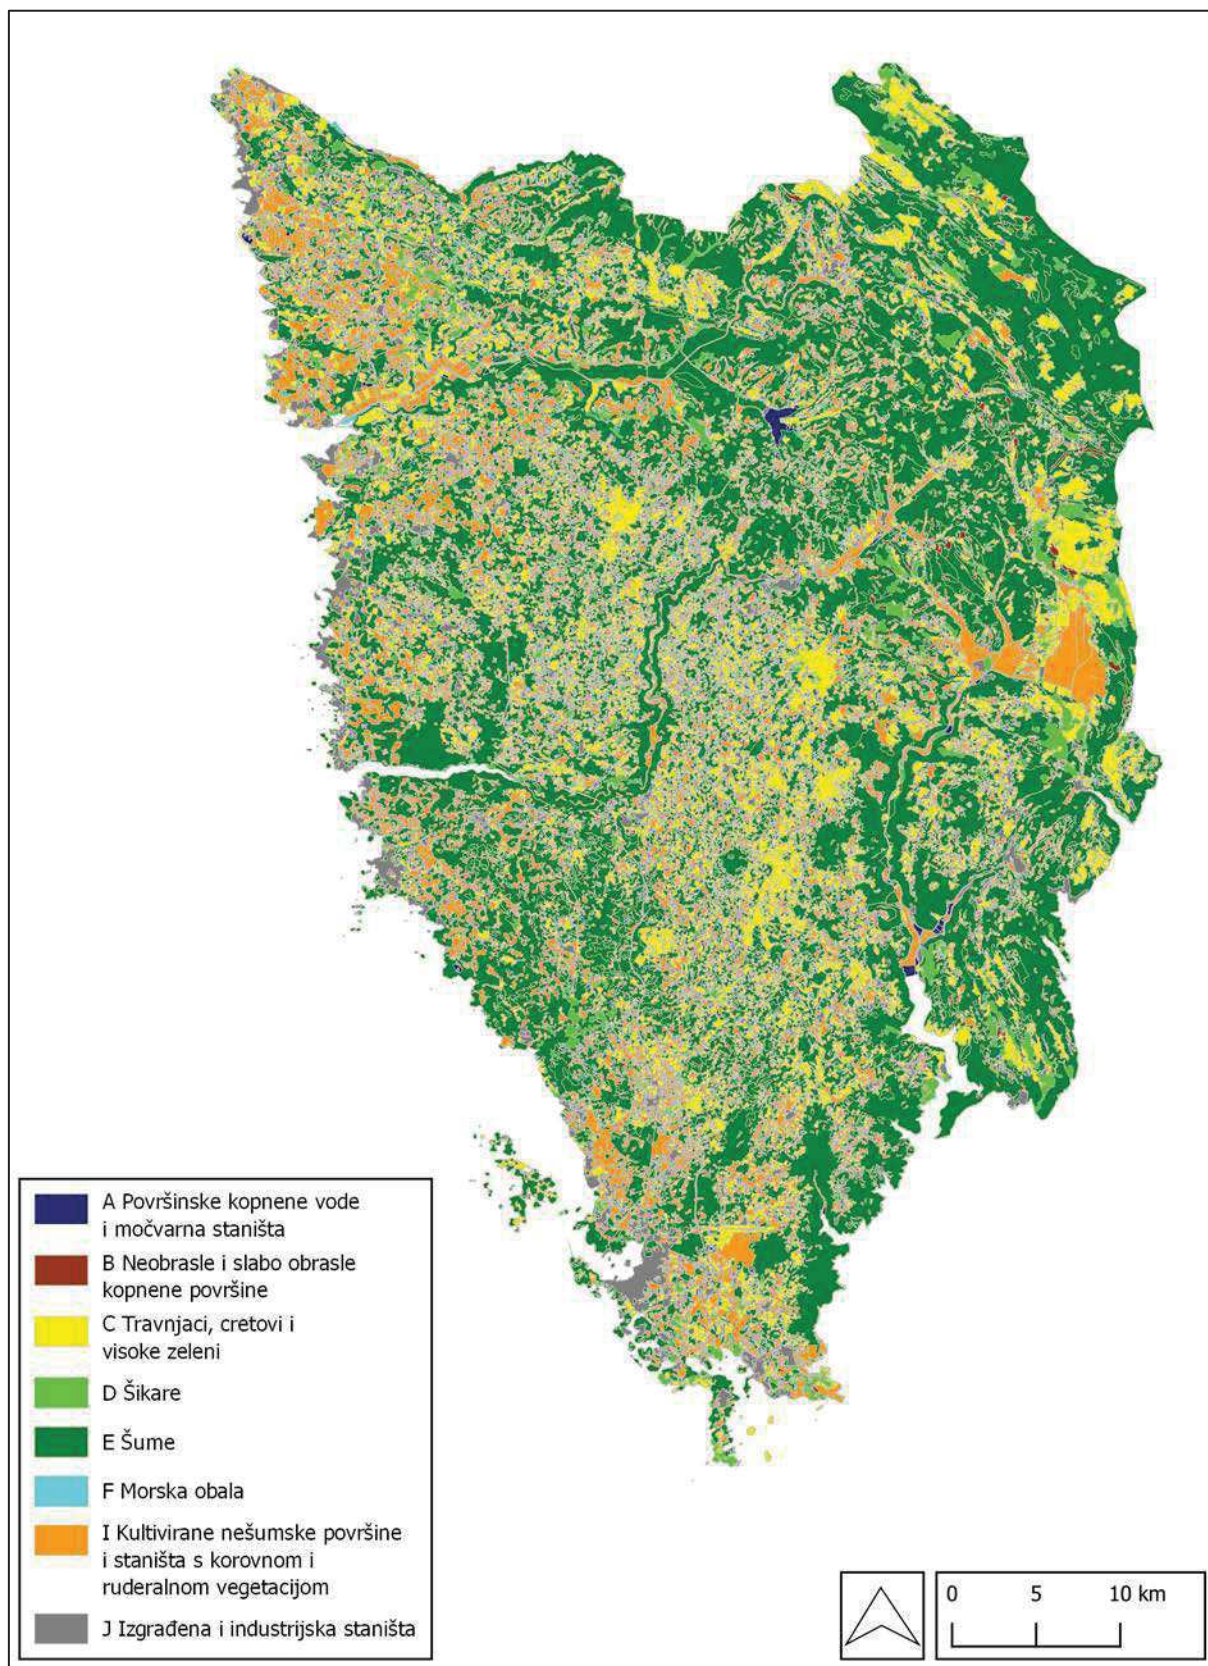 A Površinske kopnene vode
i močvarna staništa
B Neobrasle i slabo obrasle
kopnene površine
C Travnjaci, cretovi i
visoke zeleni
D Šikare
E Šume
F Morska obala
I Kultivirane nešumske površine
i staništa s korovnom i
ruderalnom vegetacijom
J Izgrađena i industrijska staništa
0 5 10 km